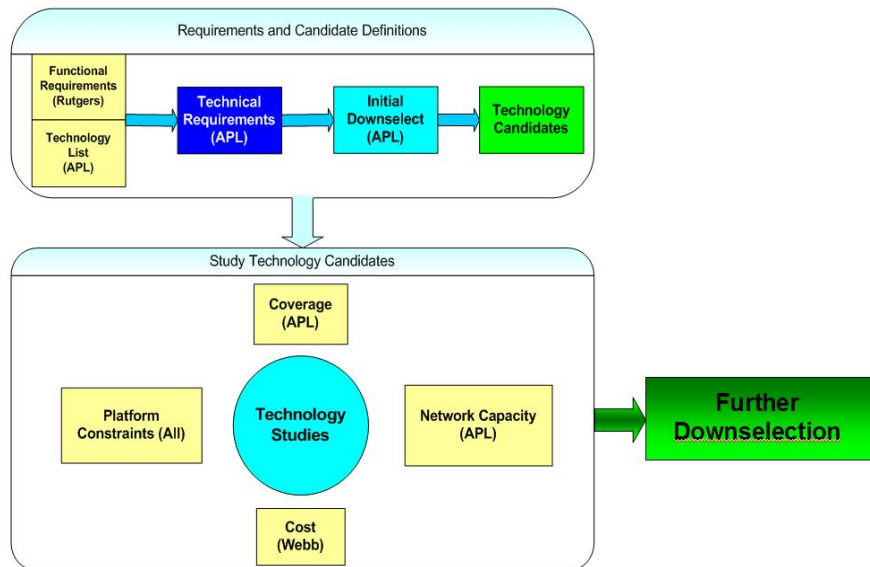 Requirements and Candidate Definitions
Functional
Requirements
(Rutgers)
Technology
List
(APL)
Technical
Requirements
(APL)
Initial
Downselect
(APL)
Technology
Candidates
Study Technology Candidates
Coverage
(APL)
Platform
Constraints (All)
Technology
Studies
Network Capacity
(APL)
Cost
(Webb)
Further
Downselection